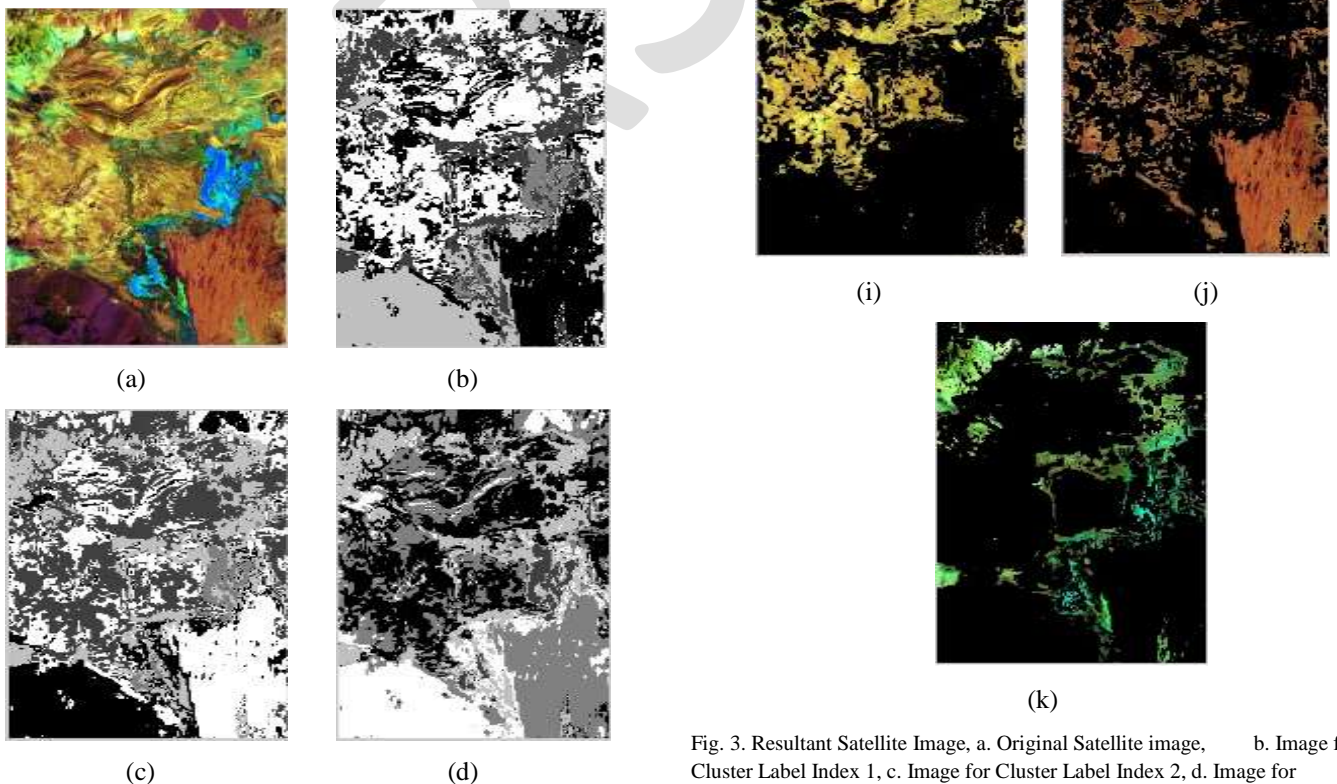 (a)
(b)
(c)
(d)
(i)
(j)
(k)
Fig. 3. Resultant Satellite Image, a. Original Satellite image, b. Image f
Cluster Label Index 1, c. Image for Cluster Label Index 2, d. Image for